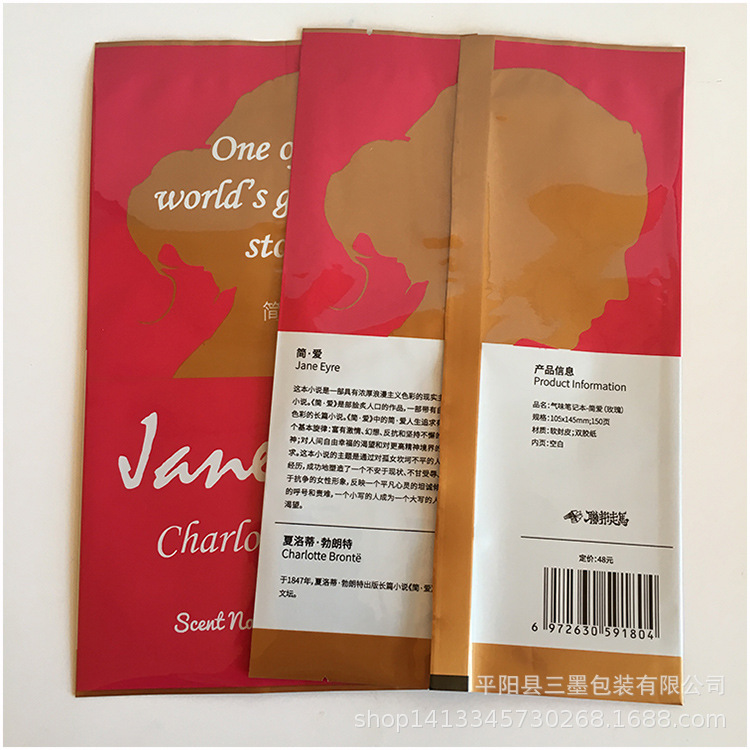 One
world's
简
Jane
Charlo
Scent
简·爱
Jane Eyre
这本小说是一部具有浓厚浪漫主义色彩的现实主
小说。《简·爱》是部脍炙人口的作品,一部带有自
色彩的长篇小说。《简·爱》中的简·爱人生追求有
个基本旋律:富有激情、幻想、反抗和坚持不懈的
神;对人间自由幸福的渴望和对更高精神境界的
求。这本小说的主题是通过对孤女坎坷不平的人
经历,成功地塑造了一个不安于现状、不甘受辱、
于抗争的女性形象,反映一个平凡心灵的坦诚倾
的呼号和责难,一个小写的人成为一个大写的人
渴望。
夏洛蒂·勃朗特
Charlotte Brontë
于1847年,夏洛蒂·勃朗特出版长篇小说《简·爱》
文坛。
产品信息
Product Information
品名:气味笔记本-简爱(玫瑰)
规格:105x145mm;150页
材质:软封皮;双胶纸
内页:空白
定价:48元
6 972630 591804
平阳县三墨包装有限公司
shop1413345730268.1688.com